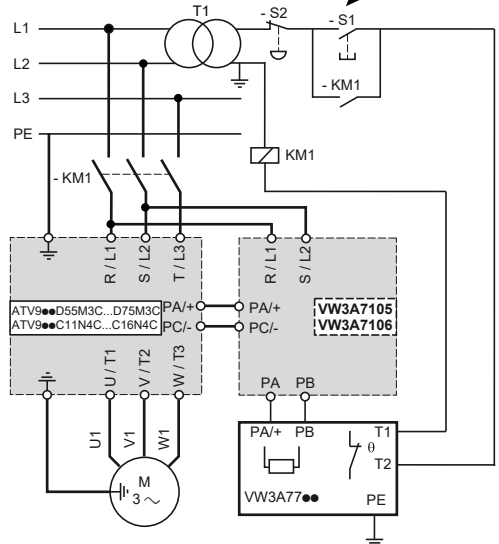 T1
- S2
- S1
L1
L2
L3
PE
- KM1
KM1
- KM1
R / L1
S / L2
T / L3
R / L1
S / L2
ATV9●●D55M3C...D75M3C
ATV9●●C11N4C...C16N4C
PA/+
PC/-
PA/+
PC/-
VW3A7105
VW3A7106
U / T1
V / T2
W / T3
PA
PB
U1
V1
W1
M
3 ~
PA/+
PB
T1
θ
T2
VW3A77●●
PE